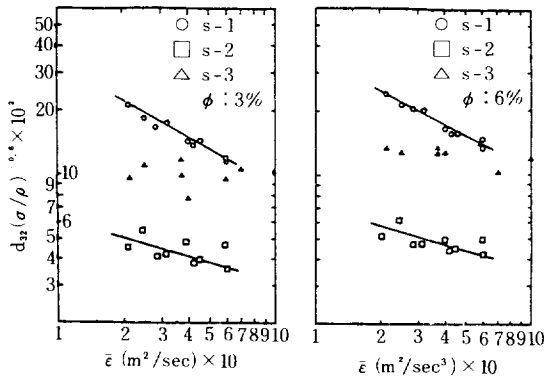 50
40
30
20
10
9
8
7
6
5
4
3
d₃₂(σ/ρ)⁻⁰·⁶×10²
○ s-1
□ s-2
△ s-3
φ : 3%
1 2 3 4 5 6 7 8 9 10
ε̄ (m²/sec)×10
○ s-1
□ s-2
△ s-3
φ : 6%
1 2 3 4 5 6 7 8 9 10
ε̄ (m²/sec³)×10